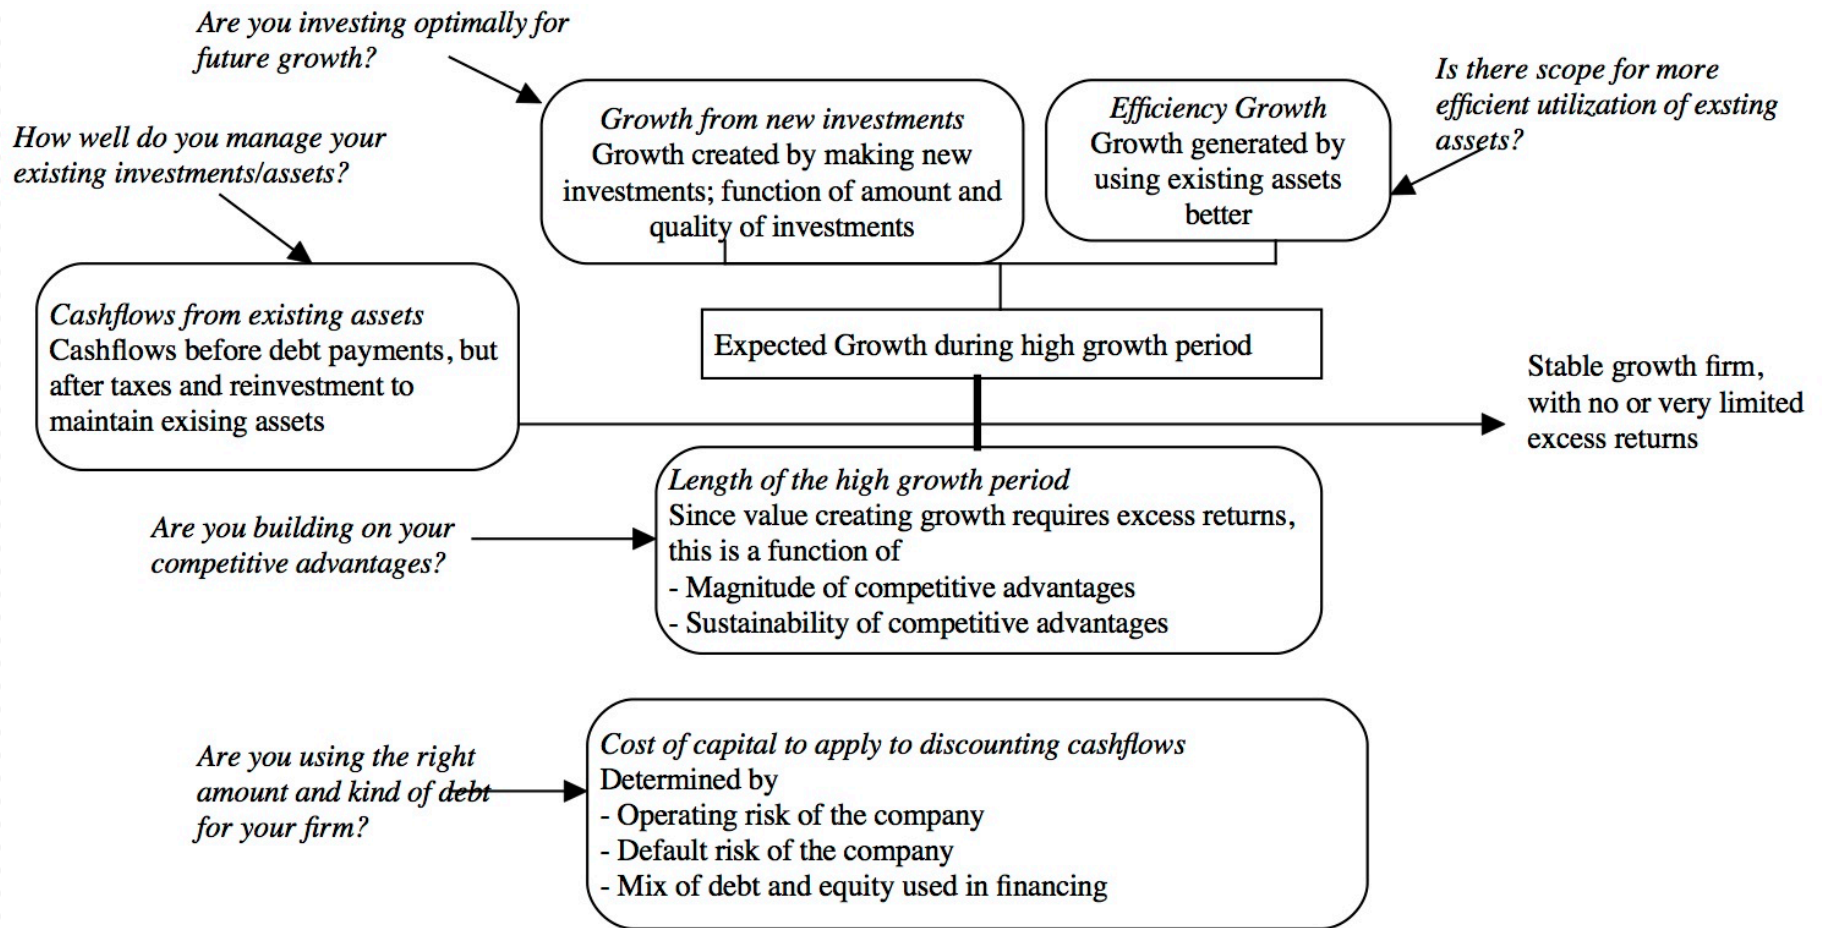 Are you investing optimally for
future growth?
How well do you manage your
existing investments/assets?
Growth from new investments
Growth created by making new
investments; function of amount and
quality of investments
Efficiency Growth
Growth generated by
using existing assets
better
Is there scope for more
efficient utilization of exsting
assets?
Cashflows from existing assets
Cashflows before debt payments, but
after taxes and reinvestment to
maintain exising assets
Expected Growth during high growth period
Stable growth firm,
with no or very limited
excess returns
Are you building on your
competitive advantages?
Length of the high growth period
Since value creating growth requires excess returns,
this is a function of
- Magnitude of competitive advantages
- Sustainability of competitive advantages
Are you using the right
amount and kind of debt
for your firm?
Cost of capital to apply to discounting cashflows
Determined by
- Operating risk of the company
- Default risk of the company
- Mix of debt and equity used in financing